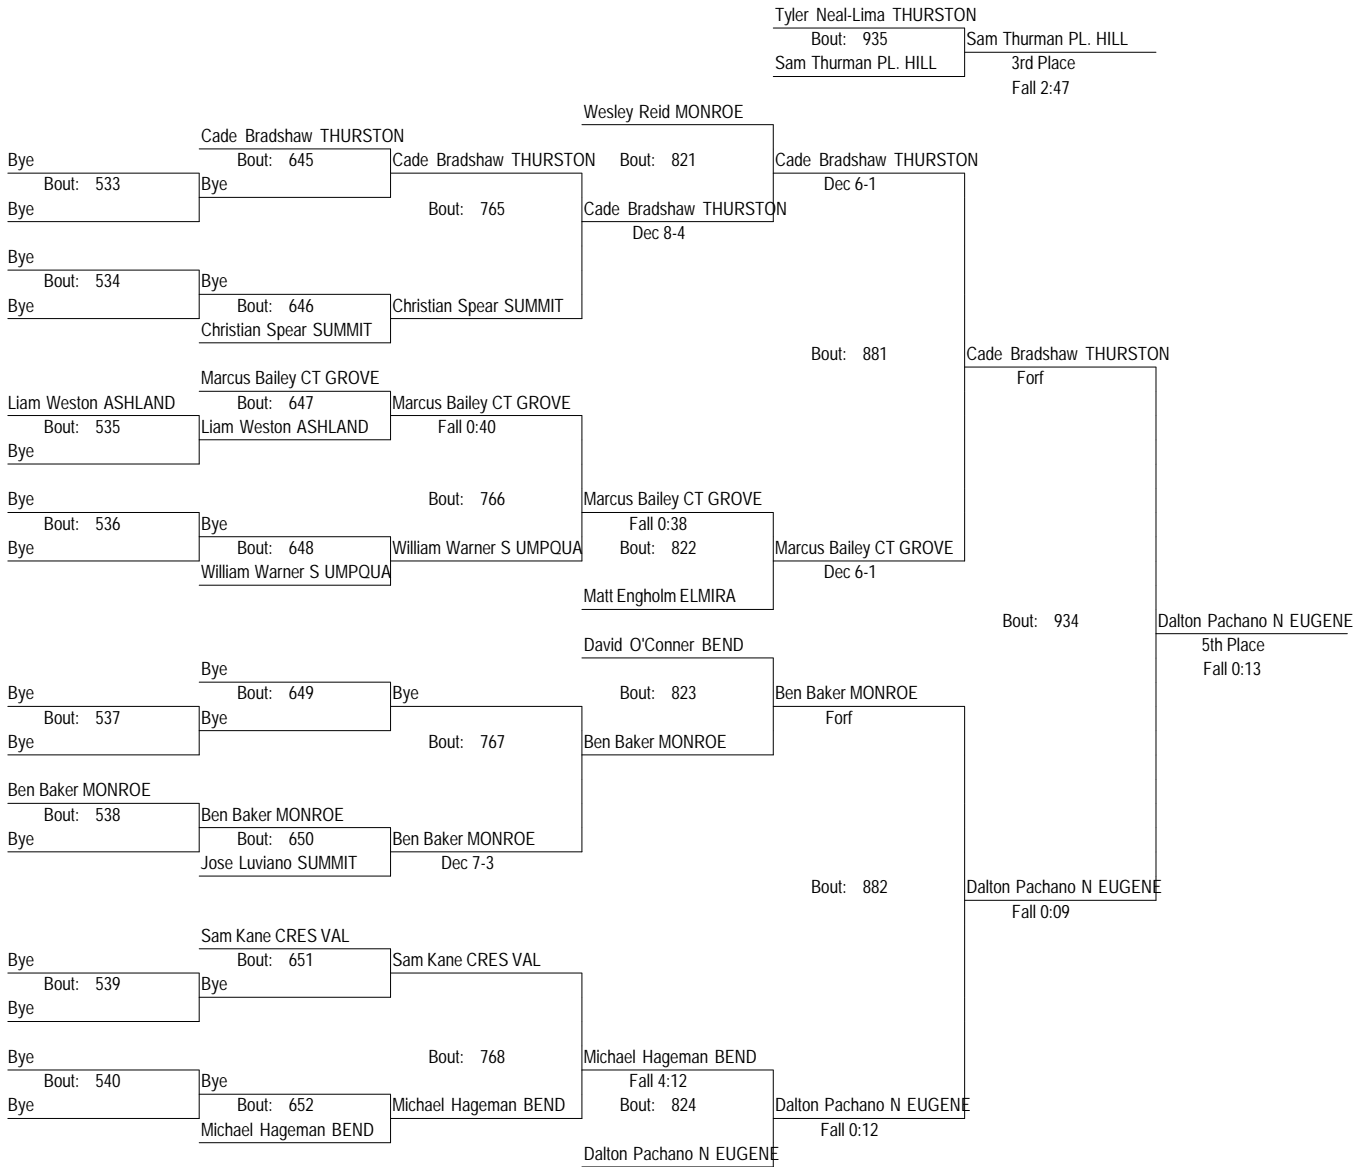 Tyler Neal-Lima THURSTON
Bout: 935
Sam Thurman PL. HILL
Sam Thurman PL. HILL
3rd Place
Fall 2:47
Wesley Reid MONROE
Cade Bradshaw THURSTON
Bye
Bout: 645
Cade Bradshaw THURSTON
Bout: 821
Cade Bradshaw THURSTON
Bout: 533
Bye
Dec 6-1
Bye
Bout: 765
Cade Bradshaw THURSTON
Dec 8-4
Bye
Bout: 534
Bye
Bye
Bout: 646
Christian Spear SUMMIT
Christian Spear SUMMIT
Bout: 881
Cade Bradshaw THURSTON
Forf
Marcus Bailey CT GROVE
Liam Weston ASHLAND
Bout: 647
Marcus Bailey CT GROVE
Bout: 535
Liam Weston ASHLAND
Fall 0:40
Bye
Bye
Bout: 766
Marcus Bailey CT GROVE
Bout: 536
Bye
Fall 0:38
Bye
Bout: 648
William Warner S UMPQUA
Bout: 822
Marcus Bailey CT GROVE
William Warner S UMPQUA
Dec 6-1
Matt Engholm ELMIRA
Bout: 934
Dalton Pachano N EUGENE
5th Place
Fall 0:13
David O'Conner BEND
Bye
Bye
Bout: 649
Bye
Bout: 823
Ben Baker MONROE
Bout: 537
Bye
Forf
Bye
Bout: 767
Ben Baker MONROE
Ben Baker MONROE
Bout: 538
Ben Baker MONROE
Bye
Bout: 650
Ben Baker MONROE
Jose Luviano SUMMIT
Dec 7-3
Bout: 882
Dalton Pachano N EUGENE
Fall 0:09
Sam Kane CRES VAL
Bye
Bout: 651
Sam Kane CRES VAL
Bout: 539
Bye
Bye
Bye
Bout: 768
Michael Hageman BEND
Bout: 540
Bye
Fall 4:12
Bye
Bout: 652
Michael Hageman BEND
Bout: 824
Dalton Pachano N EUGENE
Michael Hageman BEND
Fall 0:12
Dalton Pachano N EUGENE